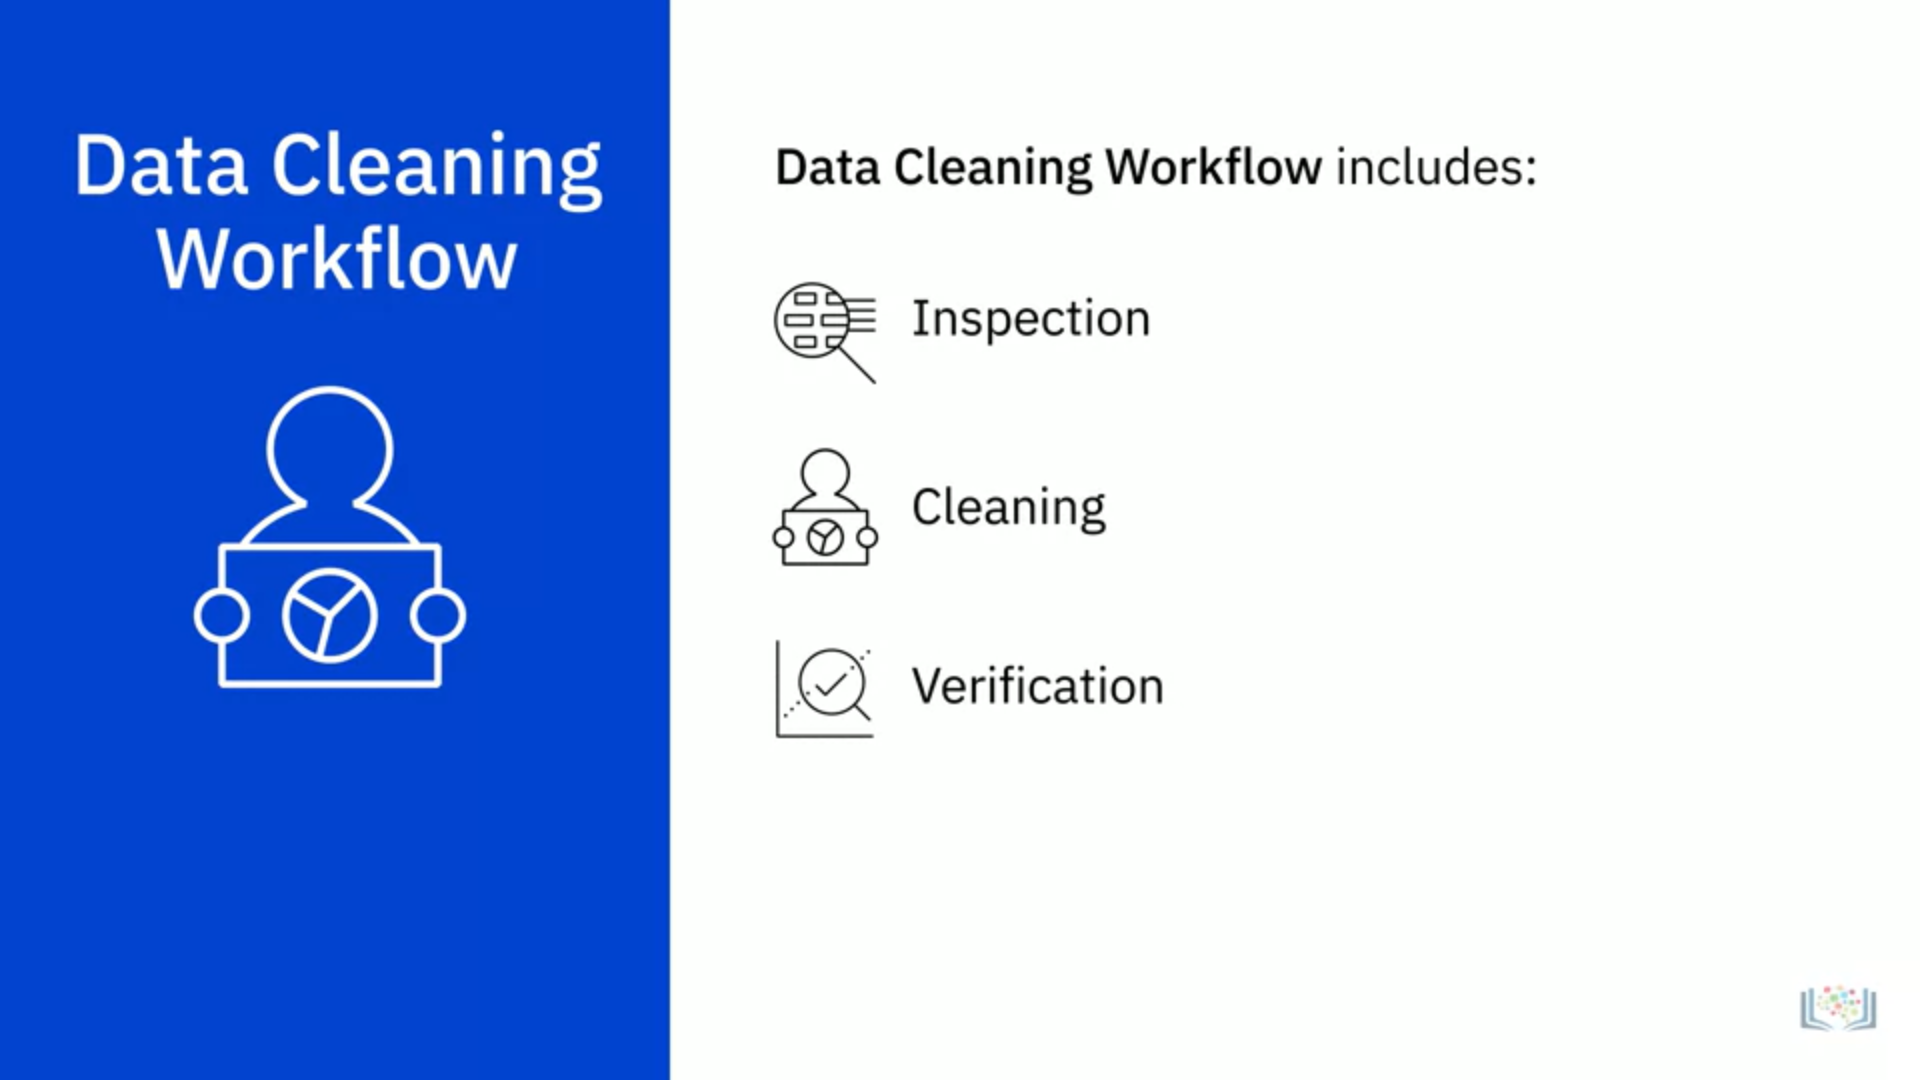 Data Cleaning
Workflow
Data Cleaning Workflow includes:
Inspection
Cleaning
Verification